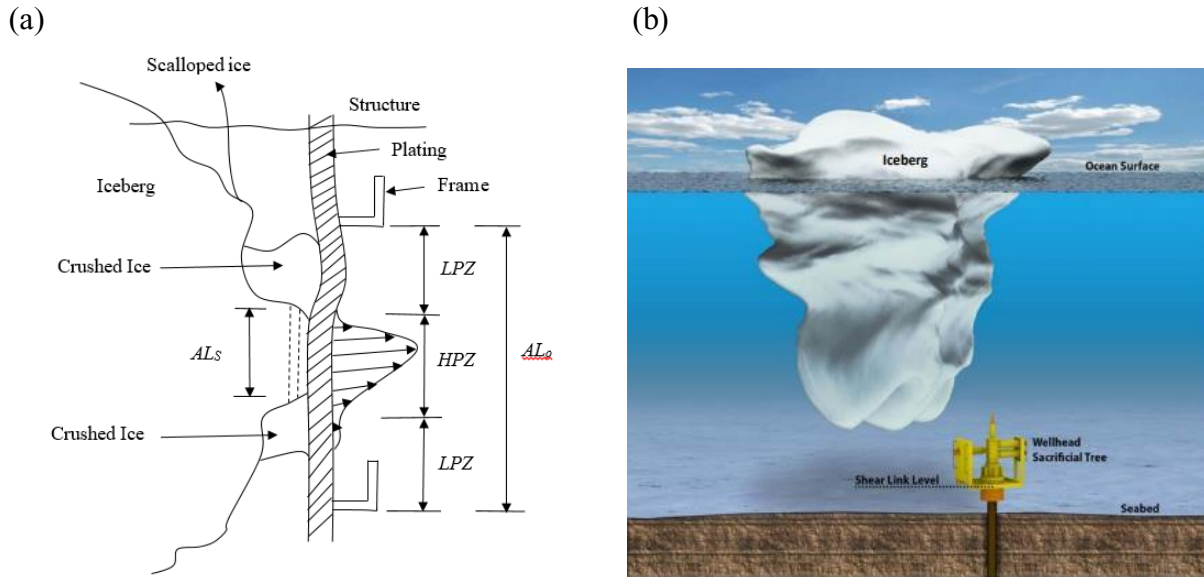 (a)
Scalloped ice
Structure
Plating
Iceberg
Frame
Crushed Ice
LPZ
ALS
HPZ
ALo
Crushed Ice
LPZ
(b)
Iceberg
Ocean Surface
Wellhead
Sacrificial Tree
Shear Link Level
Seabed